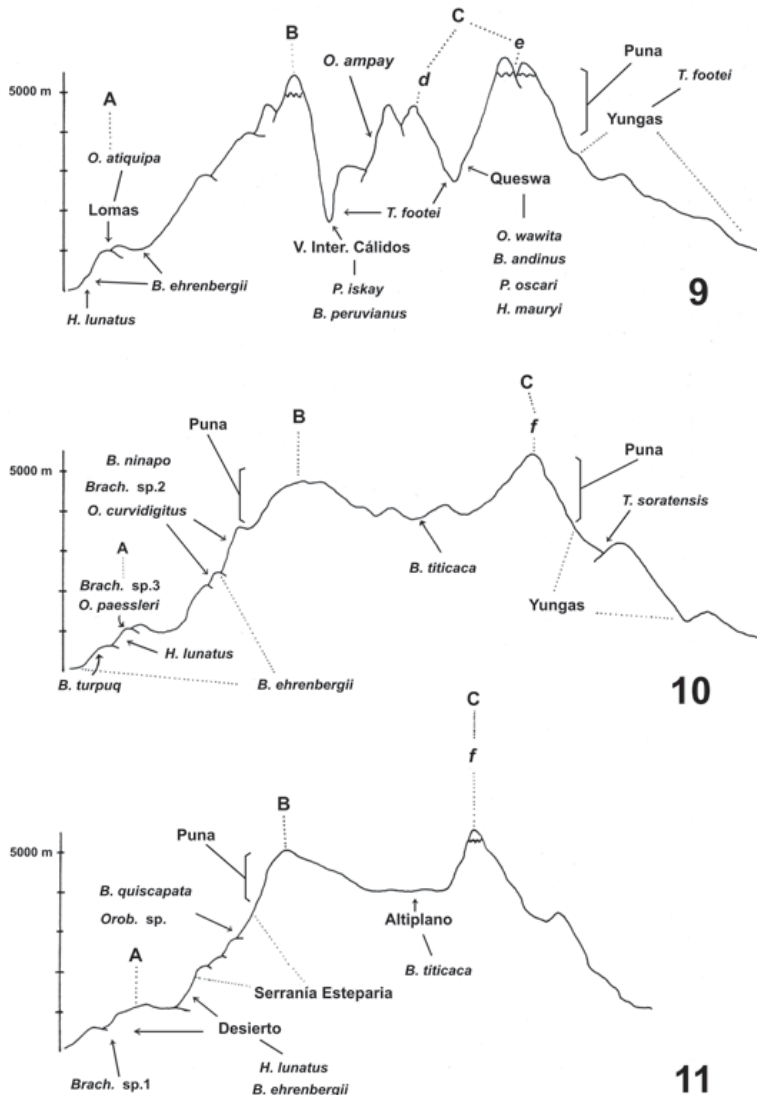 C
B
e
O. ampay
d
Puna
5000 m
A
T. footei
Yungas
O. atiquipa
Queswa
Lomas
T. footei
V. Inter. Cálidos
O. wawita
B. ehrenbergii
P. iskay
B. andinus
H. lunatus
B. peruvianus
P. oscari
H. mauryi
9
C
B
f
Puna
B. ninapo
Puna
5000 m
Brach. sp.2
O. curvidigitus
T. soratensis
A
B. titicaca
Brach. sp.3
O. paessleri
Yungas
H. lunatus
B. turpuq
B. ehrenbergii
10
C
f
B
Puna
5000 m
B. quiscapata
Orob. sp.
Altiplano
A
B. titicaca
Serranía Esteparia
Desierto
H. lunatus
Brach. sp.1
B. ehrenbergii
11